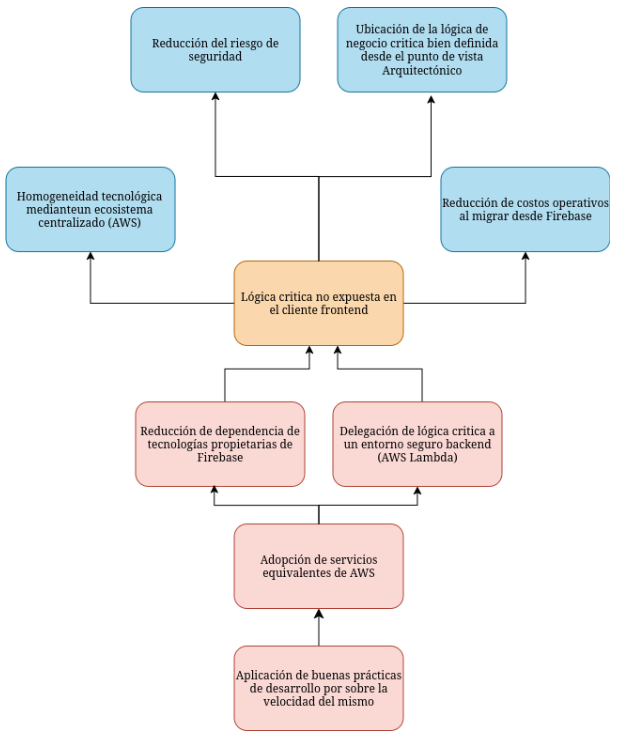 Reducción del riesgo de
seguridad
Ubicación de la lógica de
negocio critica bien definida
desde el punto de vista
Arquitectónico
Homogeneidad tecnológica
medianteun ecosistema
centralizado (AWS)
Reducción de costos operativos
al migrar desde Firebase
Lógica critica no expuesta en
el cliente frontend
Reducción de dependencia de
tecnologías propietarias de
Firebase
Delegación de lógica critica a
un entorno seguro backend
(AWS Lambda)
Adopción de servicios
equivalentes de AWS
Aplicación de buenas prácticas
de desarrollo por sobre la
velocidad del mismo